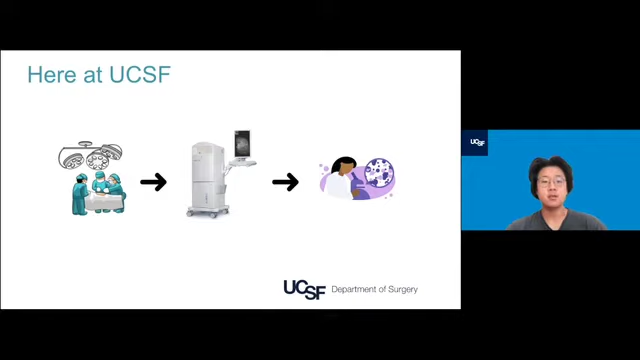 Here at UCSF
UCSF
UCSF Department of Surgery